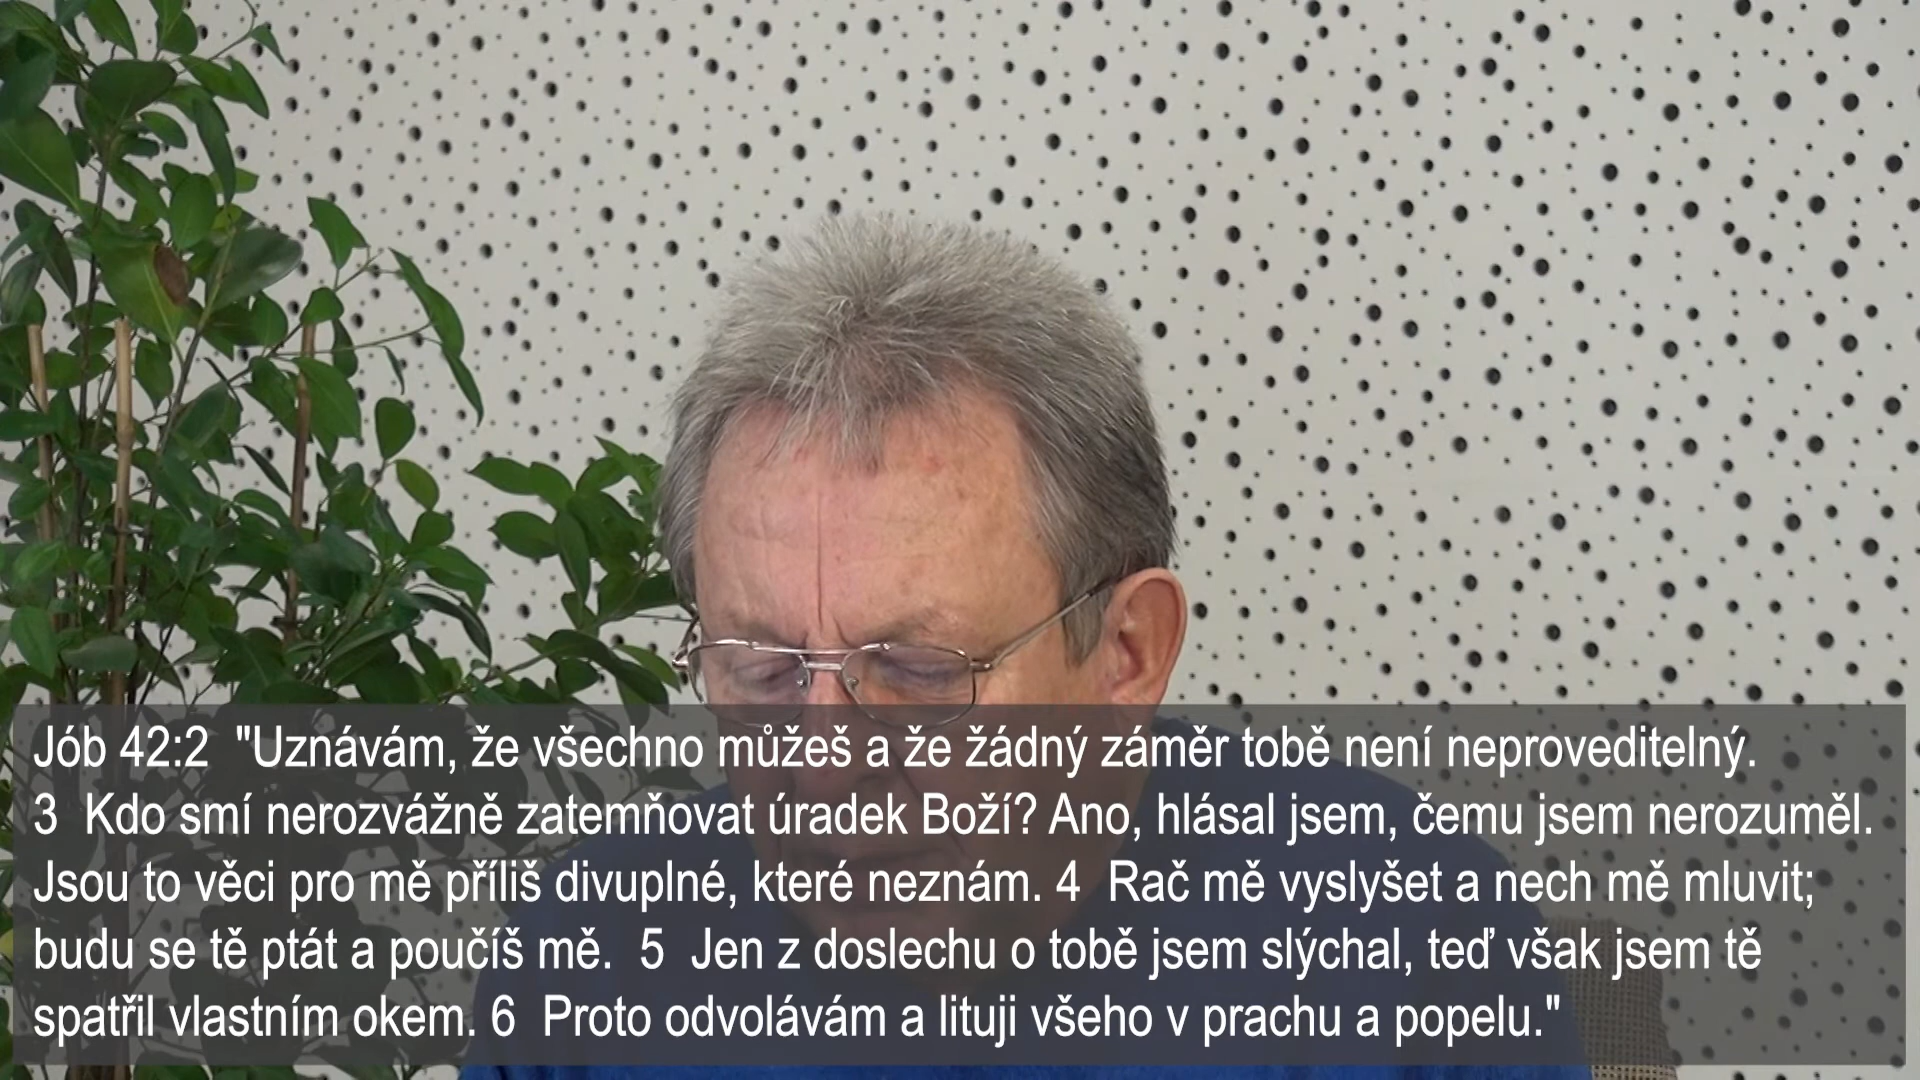 Jób 42:2  "Uznávám, že všechno můžeš a že žádný záměr tobě není neproveditelný.
3  Kdo smí nerozvážně zatemňovat úradek Boží? Ano, hlásal jsem, čemu jsem nerozuměl.
Jsou to věci pro mě příliš divuplné, které neznám. 4  Rač mě vyslyšet a nech mě mluvit;
budu se tě ptát a poučíš mě.  5  Jen z doslechu o tobě jsem slýchal, teď však jsem tě
spatřil vlastním okem. 6  Proto odvolávám a lituji všeho v prachu a popelu."